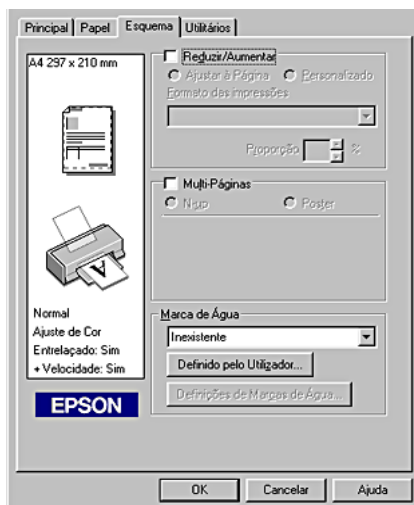 Principal Papel Esquema Utilitários
A4 297 x 210 mm
Normal
Ajuste de Cor
Entrelaçado: Sim
+ Velocidade: Sim
EPSON
Reduzir/Aumentar
Ajustar à Página Personalizado
Formato das impressões
Proporção %
Multi-Páginas
N-up Poster
Marca de Água
Inexistente
Definido pelo Utilizador...
Definições de Marcas de Água...
OK Cancelar Ajuda